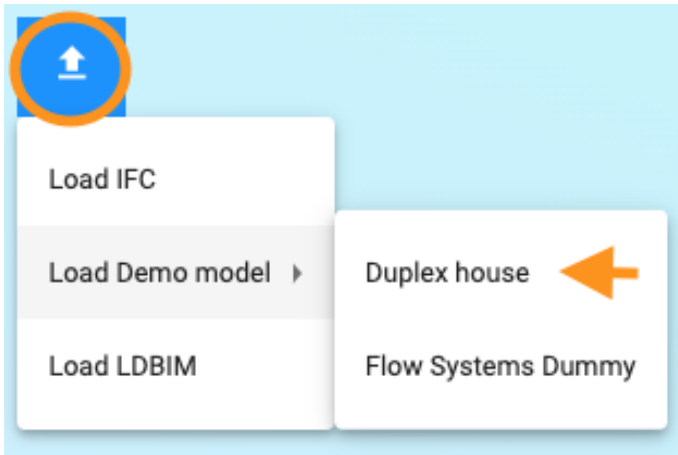 Load IFC
Load Demo model
Load LDBIM
Duplex house
Flow Systems Dummy